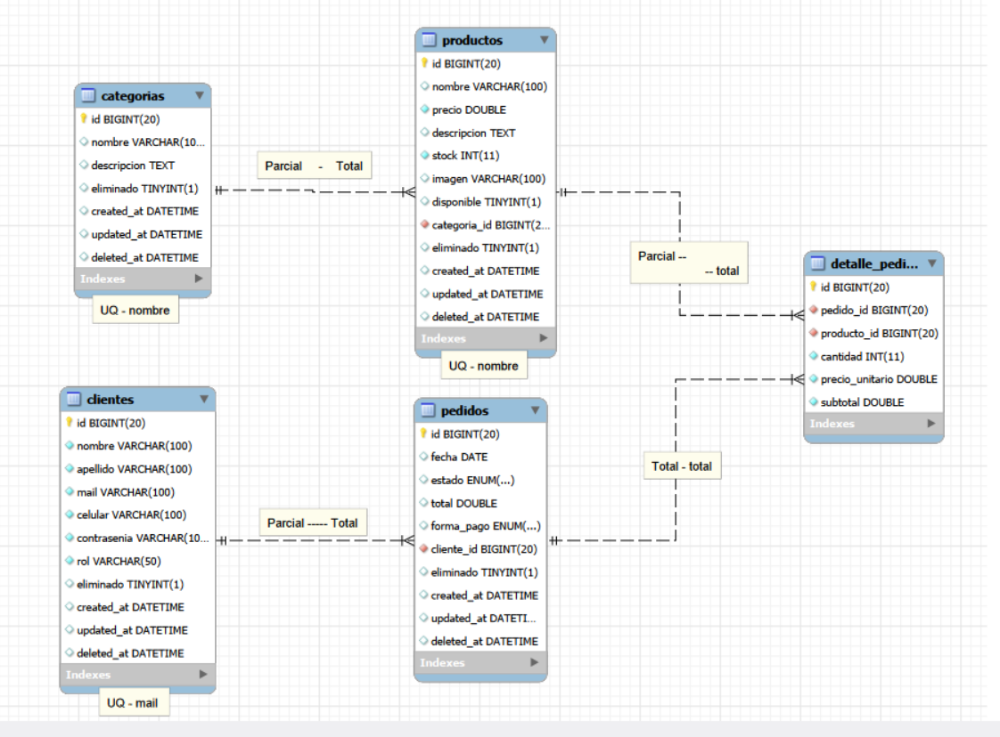 categorias
id BIGINT(20)
nombre VARCHAR(10...
descripcion TEXT
eliminado TINYINT(1)
created_at DATETIME
updated_at DATETIME
deleted_at DATETIME
Indexes
UQ - nombre
Parcial - Total
productos
id BIGINT(20)
nombre VARCHAR(100)
precio DOUBLE
descripcion TEXT
stock INT(11)
imagen VARCHAR(100)
disponible TINYINT(1)
categoria_id BIGINT(2...
eliminado TINYINT(1)
created_at DATETIME
updated_at DATETIME
deleted_at DATETIME
Indexes
UQ - nombre
Parcial --
-- total
detalle_pedi...
id BIGINT(20)
pedido_id BIGINT(20)
producto_id BIGINT(20)
cantidad INT(11)
precio_unitario DOUBLE
subtotal DOUBLE
Indexes
clientes
id BIGINT(20)
nombre VARCHAR(100)
apellido VARCHAR(100)
mail VARCHAR(100)
celular VARCHAR(100)
contrasenia VARCHAR(10...
rol VARCHAR(50)
eliminado TINYINT(1)
created_at DATETIME
updated_at DATETIME
deleted_at DATETIME
Indexes
UQ - mail
Parcial ----- Total
pedidos
id BIGINT(20)
fecha DATE
estado ENUM(...)
total DOUBLE
forma_pago ENUM(...)
cliente_id BIGINT(20)
eliminado TINYINT(1)
created_at DATETIME
updated_at DATETI...
deleted_at DATETIME
Indexes
Total - total